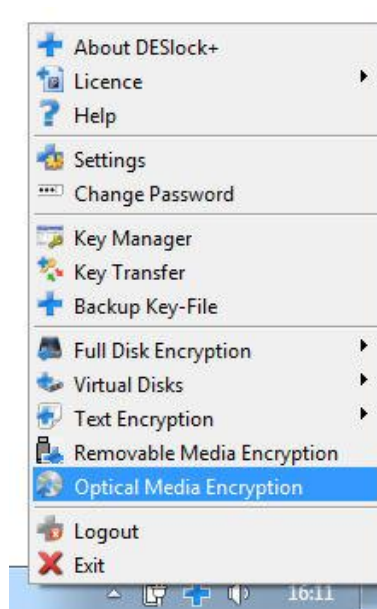 About DESlock+
Licence
Help
Settings
Change Password
Key Manager
Key Transfer
Backup Key-File
Full Disk Encryption
Virtual Disks
Text Encryption
Removable Media Encryption
Optical Media Encryption
Logout
Exit
16:11